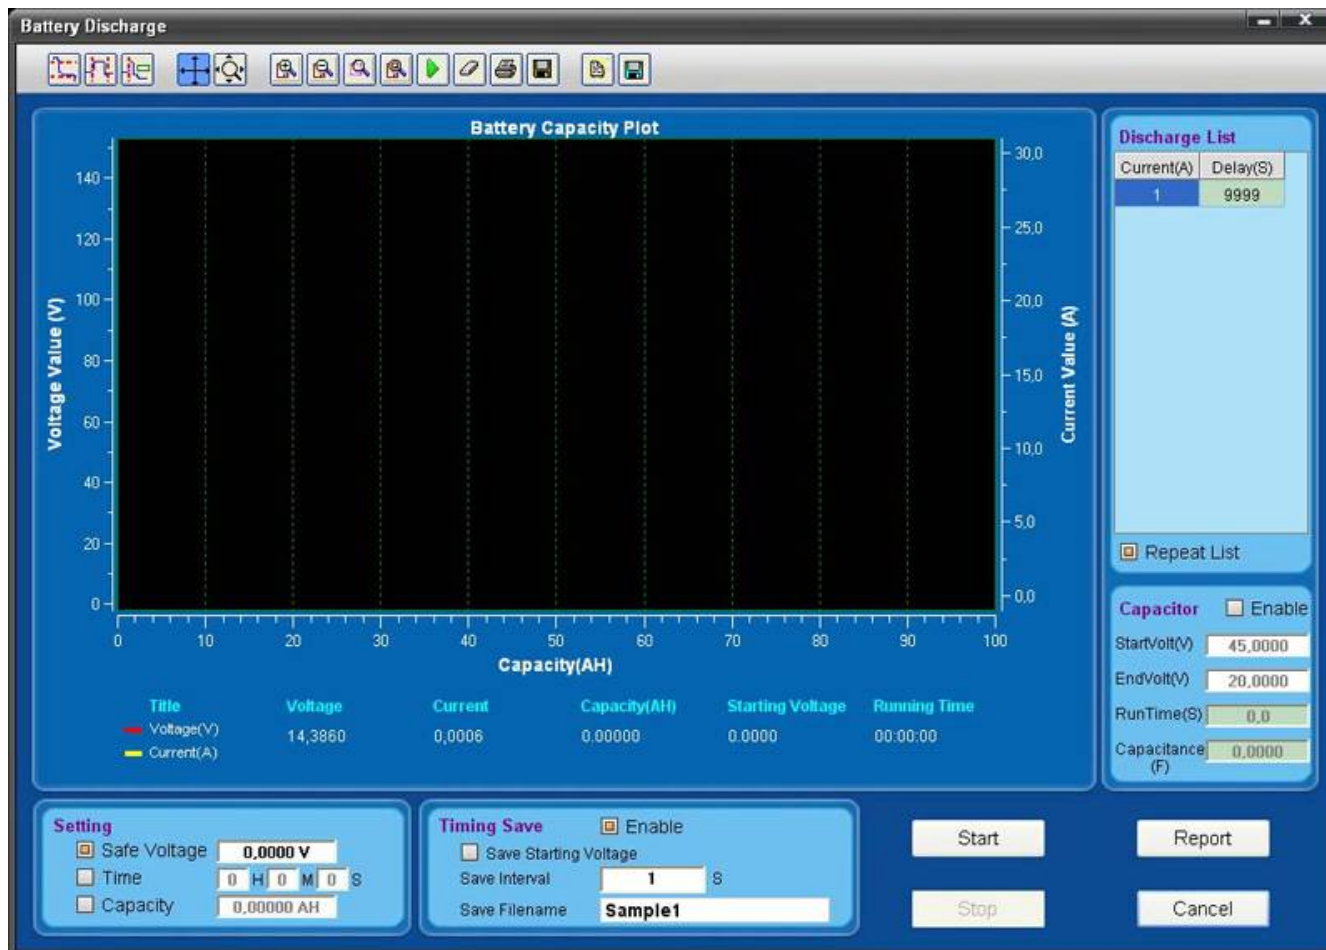 Battery Discharge
Battery Capacity Plot
Voltage Value (V)
140
120
100
80
60
40
20
0
30,0
25,0
20,0
15,0
10,0
5,0
0,0
Current Value (A)
0 10 20 30 40 50 60 70 80 90 100
Capacity(AH)
Title Voltage Current Capacity(AH) Starting Voltage Running Time
Voltage(V) 14,3860 0,0006 0.00000 0.0000 00:00:00
Current(A)
Discharge List
Current(A) Delay(S)
1 9999
Repeat List
Capacitor Enable
StartVolt(V) 45,0000
EndVolt(V) 20,0000
RunTime(S) 0,0
Capacitance 0,0000
(F)
Setting
Safe Voltage 0,0000 V
Time 0 H 0 M 0 S
Capacity 0,00000 AH
Timing Save Enable
Save Starting Voltage
Save Interval 1 S
Save Filename Sample1
Start Report
Stop Cancel